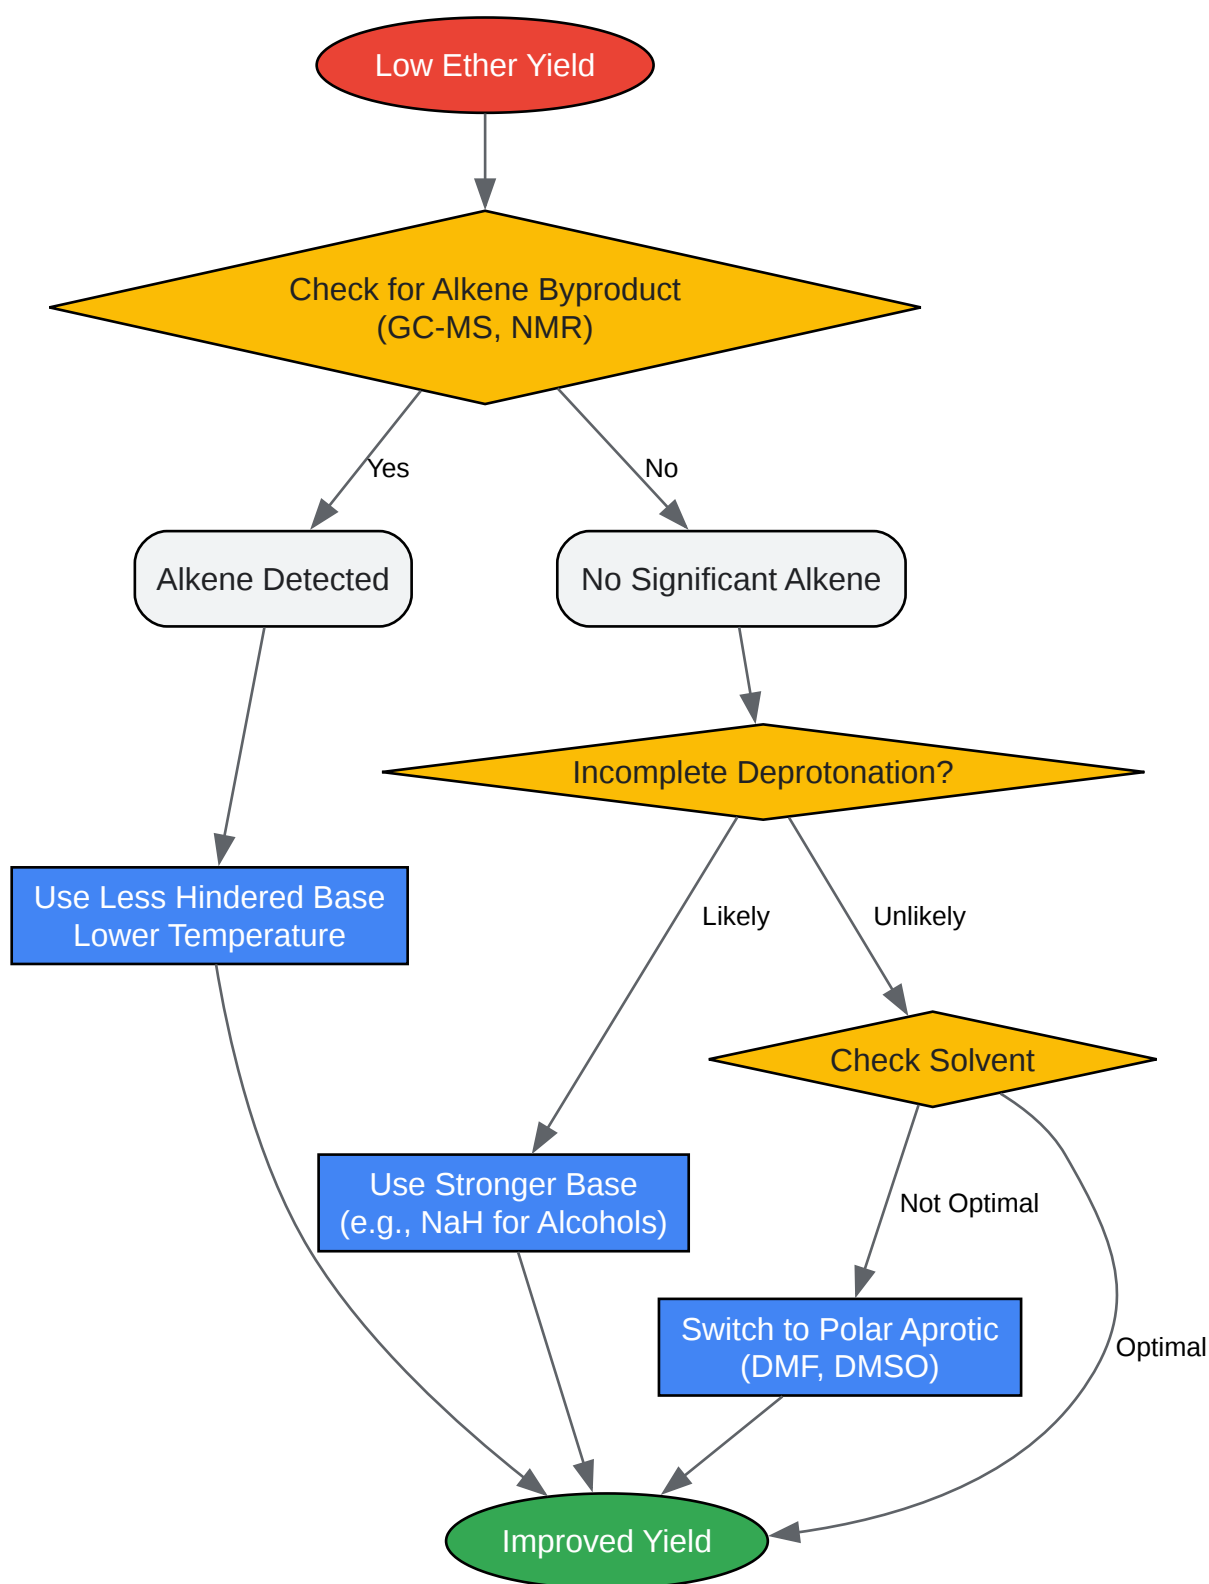 Low Ether Yield
Check for Alkene Byproduct
(GC-MS, NMR)
Yes
No
Alkene Detected
No Significant Alkene
Incomplete Deprotonation?
Use Less Hindered Base
Lower Temperature
Likely
Unlikely
Check Solvent
Use Stronger Base
(e.g., NaH for Alcohols)
Not Optimal
Switch to Polar Aprotic
(DMF, DMSO)
Optimal
Improved Yield